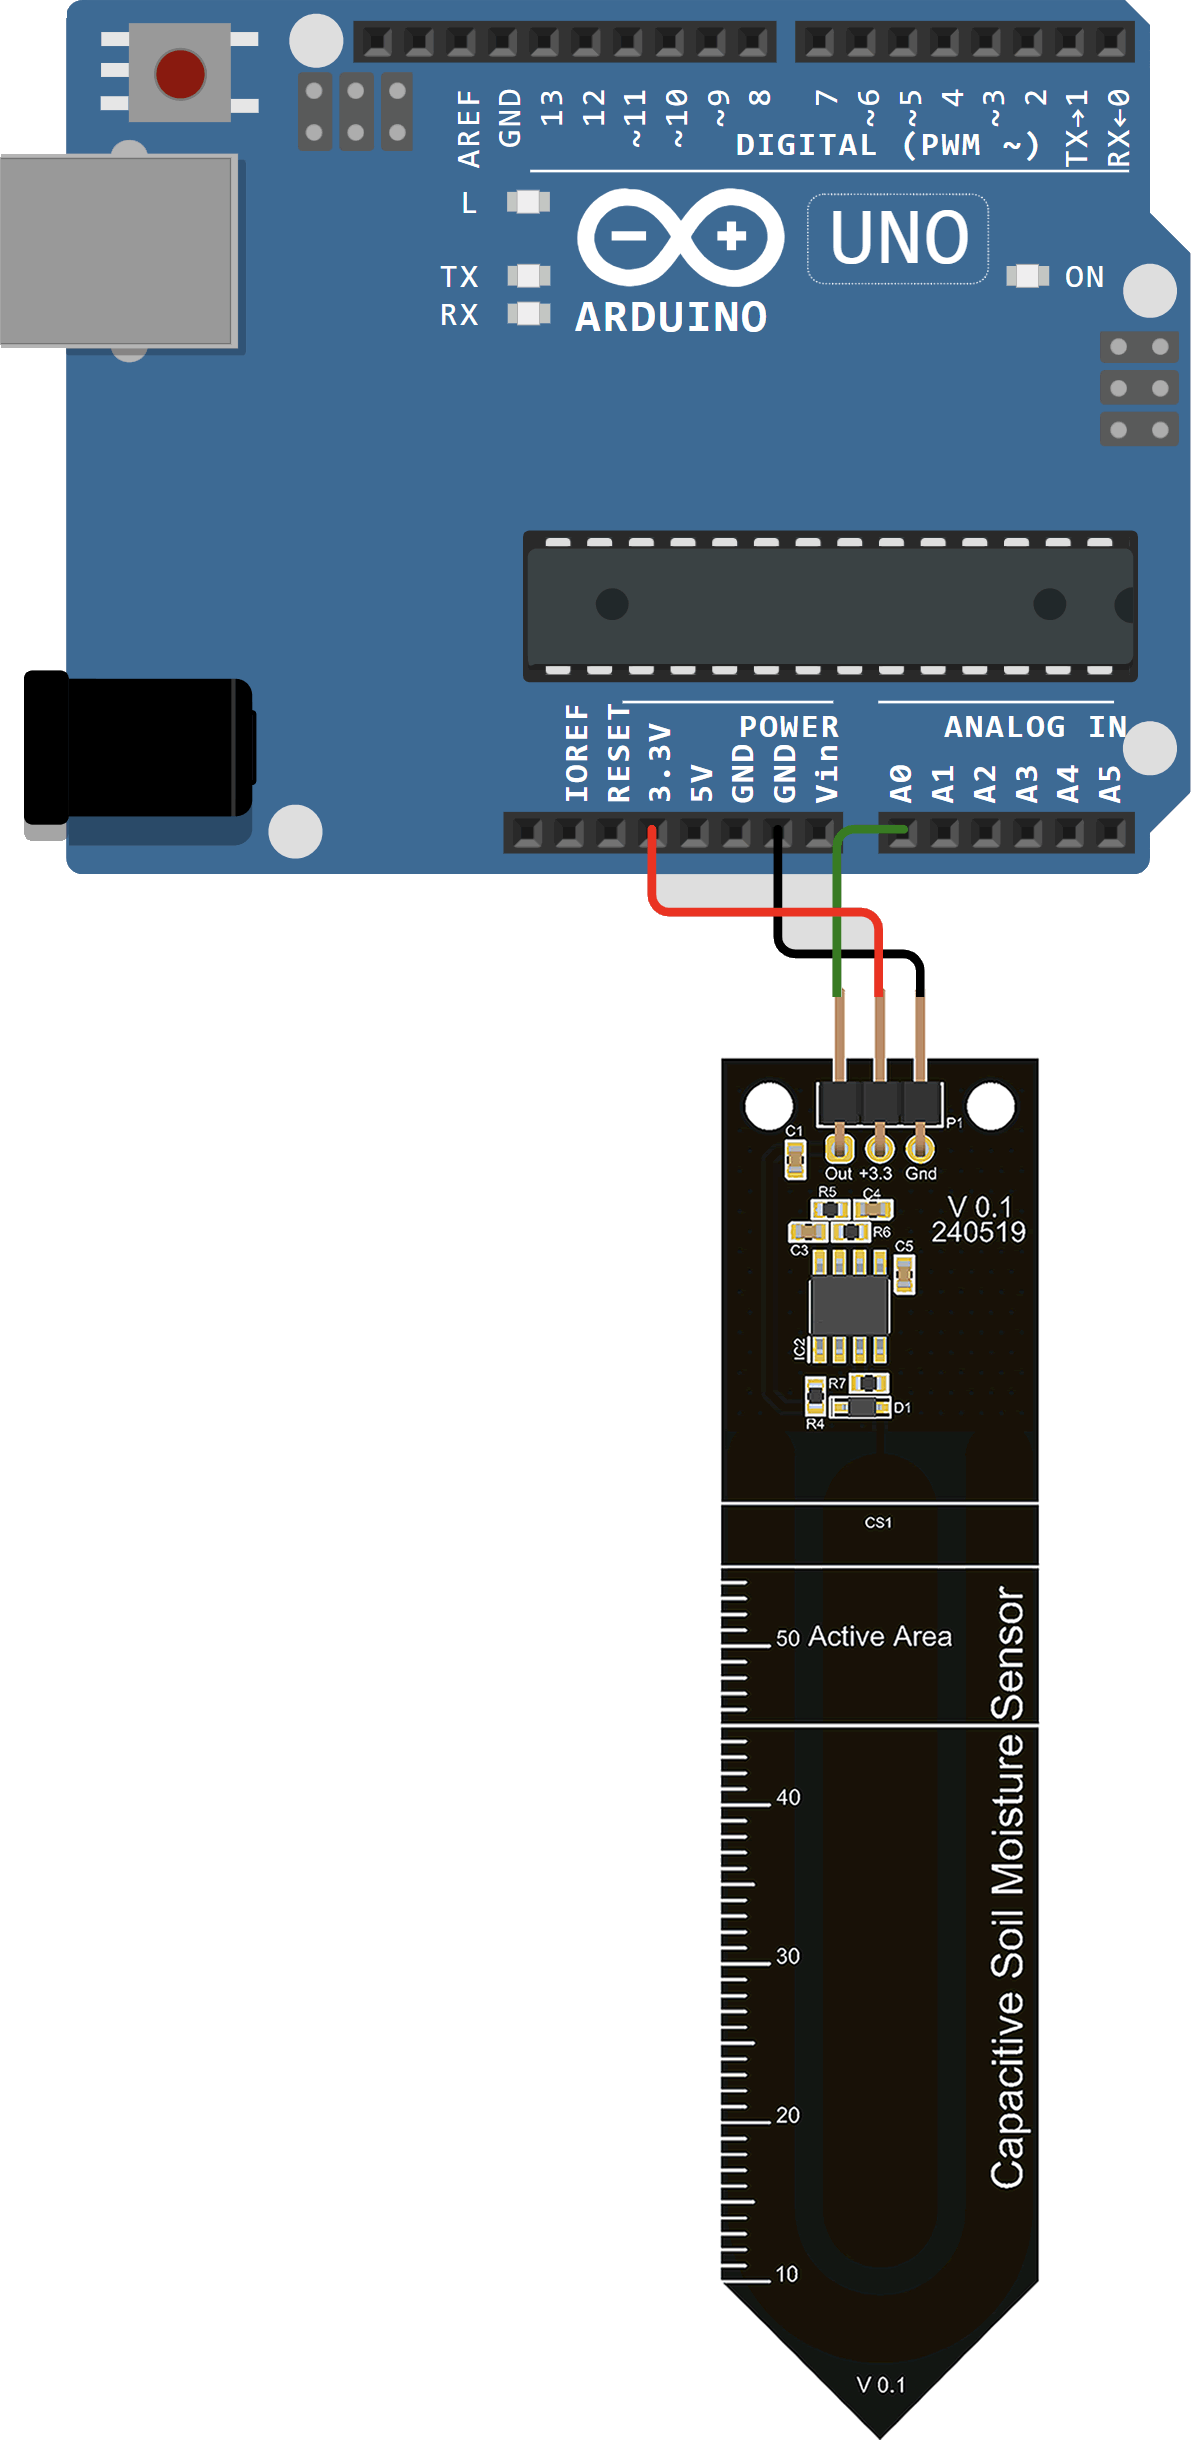 AREF
GND
13
12
~11
~10
~9
8
7
~6
~5
4
~3
2
TX→1
RX←0
DIGITAL (PWM ~)
L
TX
RX
UNO
ON
ARDUINO
POWER
ANALOG IN
IOREF
RESET
3.3V
5V
GND
GND
Vin
A0
A1
A2
A3
A4
A5
P1
C1
Out +3.3 Gnd
R5
C4
V 0.1
240519
C3
R6
C5
IC2
R7
R4
D1
CS1
50 Active Area
40
30
20
10
Capacitive Soil Moisture Sensor
V 0.1